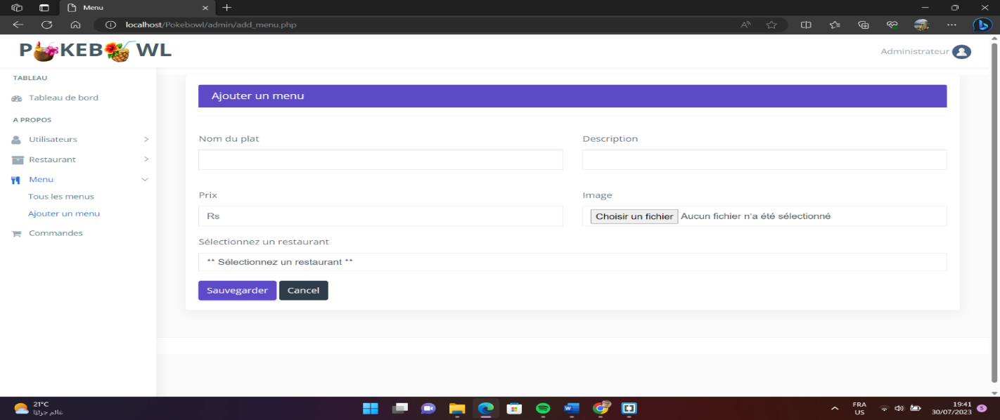 Menu
localhost/Pokebowl/admin/add_menu.php
P KEB WL
Administrateur
TABLEAU
Tableau de bord
A PROPOS
Utilisateurs
Restaurant
Menu
Tous les menus
Ajouter un menu
Commandes
Ajouter un menu
Nom du plat
Description
Prix
Image
Rs
Choisir un fichier Aucun fichier n'a été sélectionné
Sélectionnez un restaurant
** Sélectionnez un restaurant **
Sauvegarder Cancel
21°C
غائم جزئيًا
FRA
US
19:41
30/07/2023
5